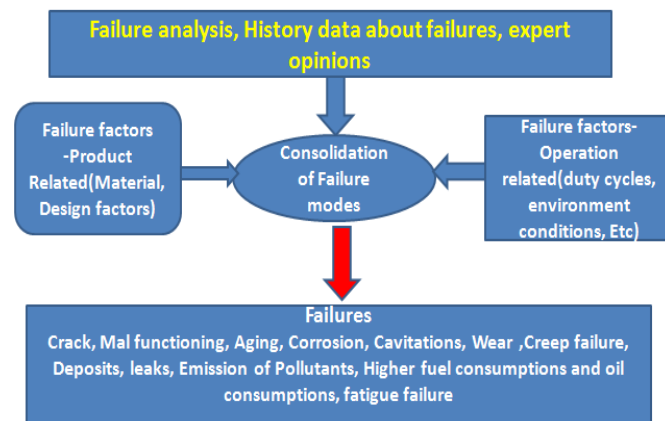 Failure analysis, History data about failures, expert
opinions
Failure factors
-Product
Related(Material,
Design factors)
Consolidation
of Failure
modes
Failure factors-
Operation
related(duty cycles,
environment
conditions, Etc)
Failures
Crack, Mal functioning, Aging, Corrosion, Cavitations, Wear ,Creep failure,
Deposits, leaks, Emission of Pollutants, Higher fuel consumptions and oil
consumptions, fatigue failure